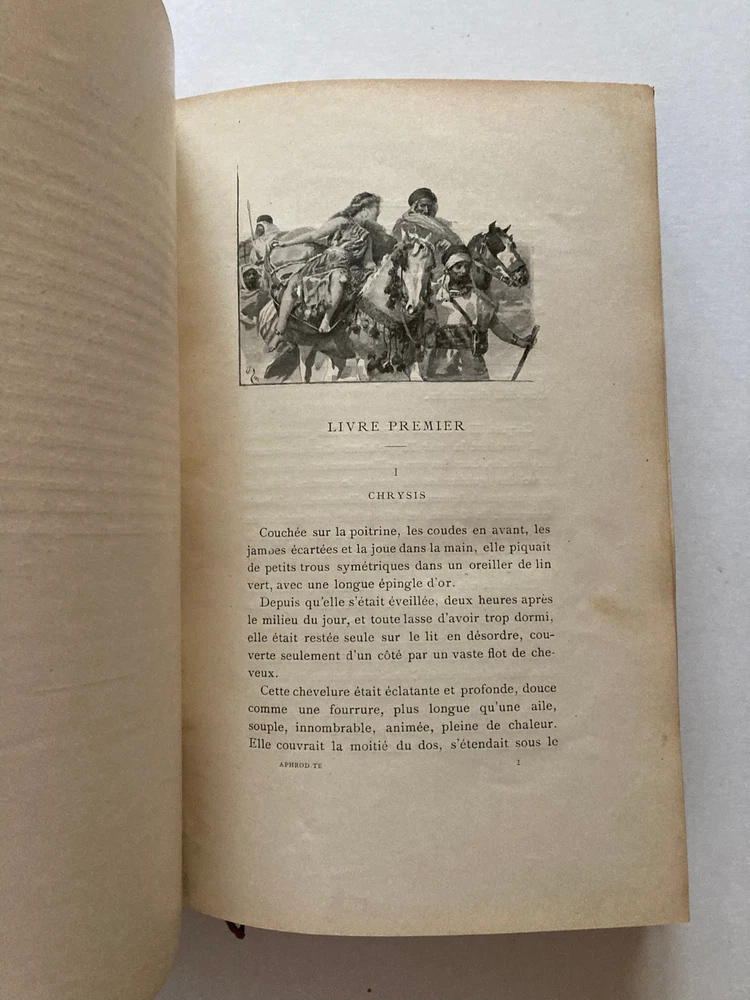 LIVRE PREMIER
I
CHRYSIS
Couchée sur la poitrine, les coudes en avant, les
jambes écartées et la joue dans la main, elle piquait
de petits trous symétriques dans un oreiller de lin
vert, avec une longue épingle d'or.
Depuis qu'elle s'était éveillée, deux heures après
le milieu du jour, et toute lasse d'avoir trop dormi,
elle était restée seule sur le lit en désordre, cou-
verte seulement d'un côté par un vaste flot de che-
veux.
Cette chevelure était éclatante et profonde, douce
comme une fourrure, plus longue qu'une aile,
souple, innombrable, animée, pleine de chaleur.
Elle couvrait la moitié du dos, s'étendait sous le
APHROD TE 1